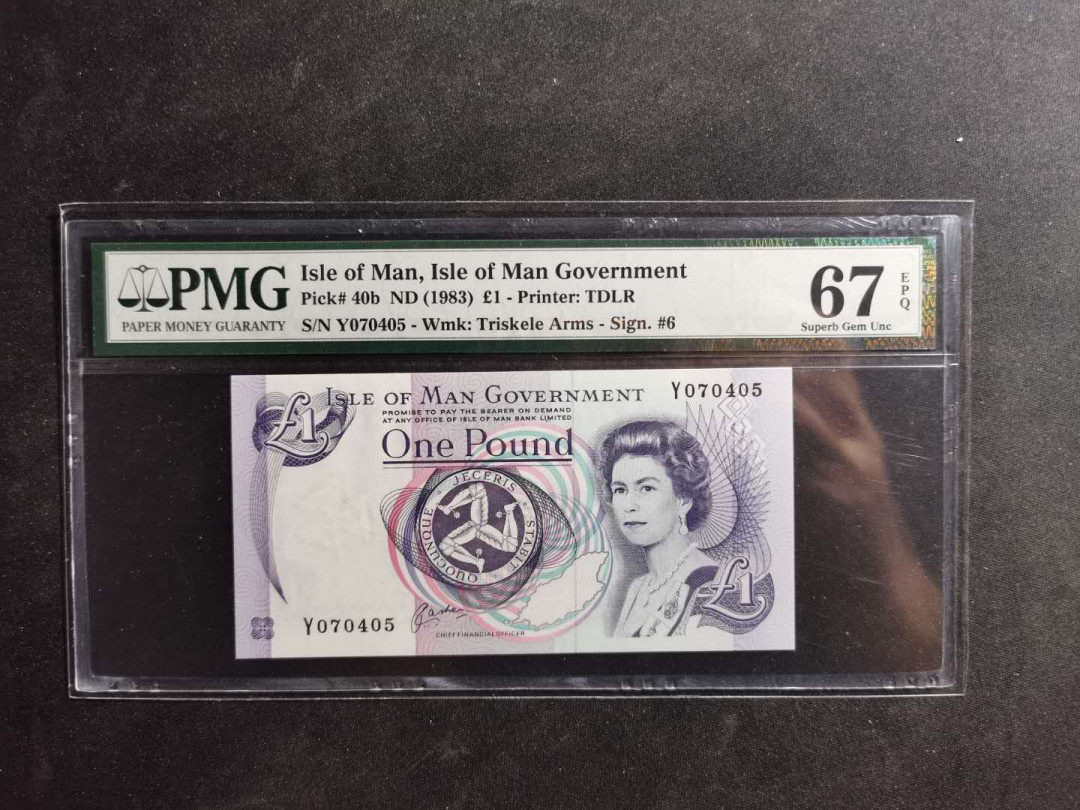 PMG
PAPER MONEY GUARANTY
Isle of Man, Isle of Man Government
Pick# 40b ND (1983) £1 - Printer: TDLR
S/N Y070405 - Wmk: Triskele Arms - Sign. #6
67
EPQ
Superb Gem Unc
ISLE OF MAN GOVERNMENT
Y070405
PROMISE TO PAY THE BEARER ON DEMAND
AT ANY OFFICE OF ISLE OF MAN BANK LIMITED
£1
One Pound
QUOCUNQUE JECERIS STABIT
£1
Y070405
CHIEF FINANCIAL OFFICER